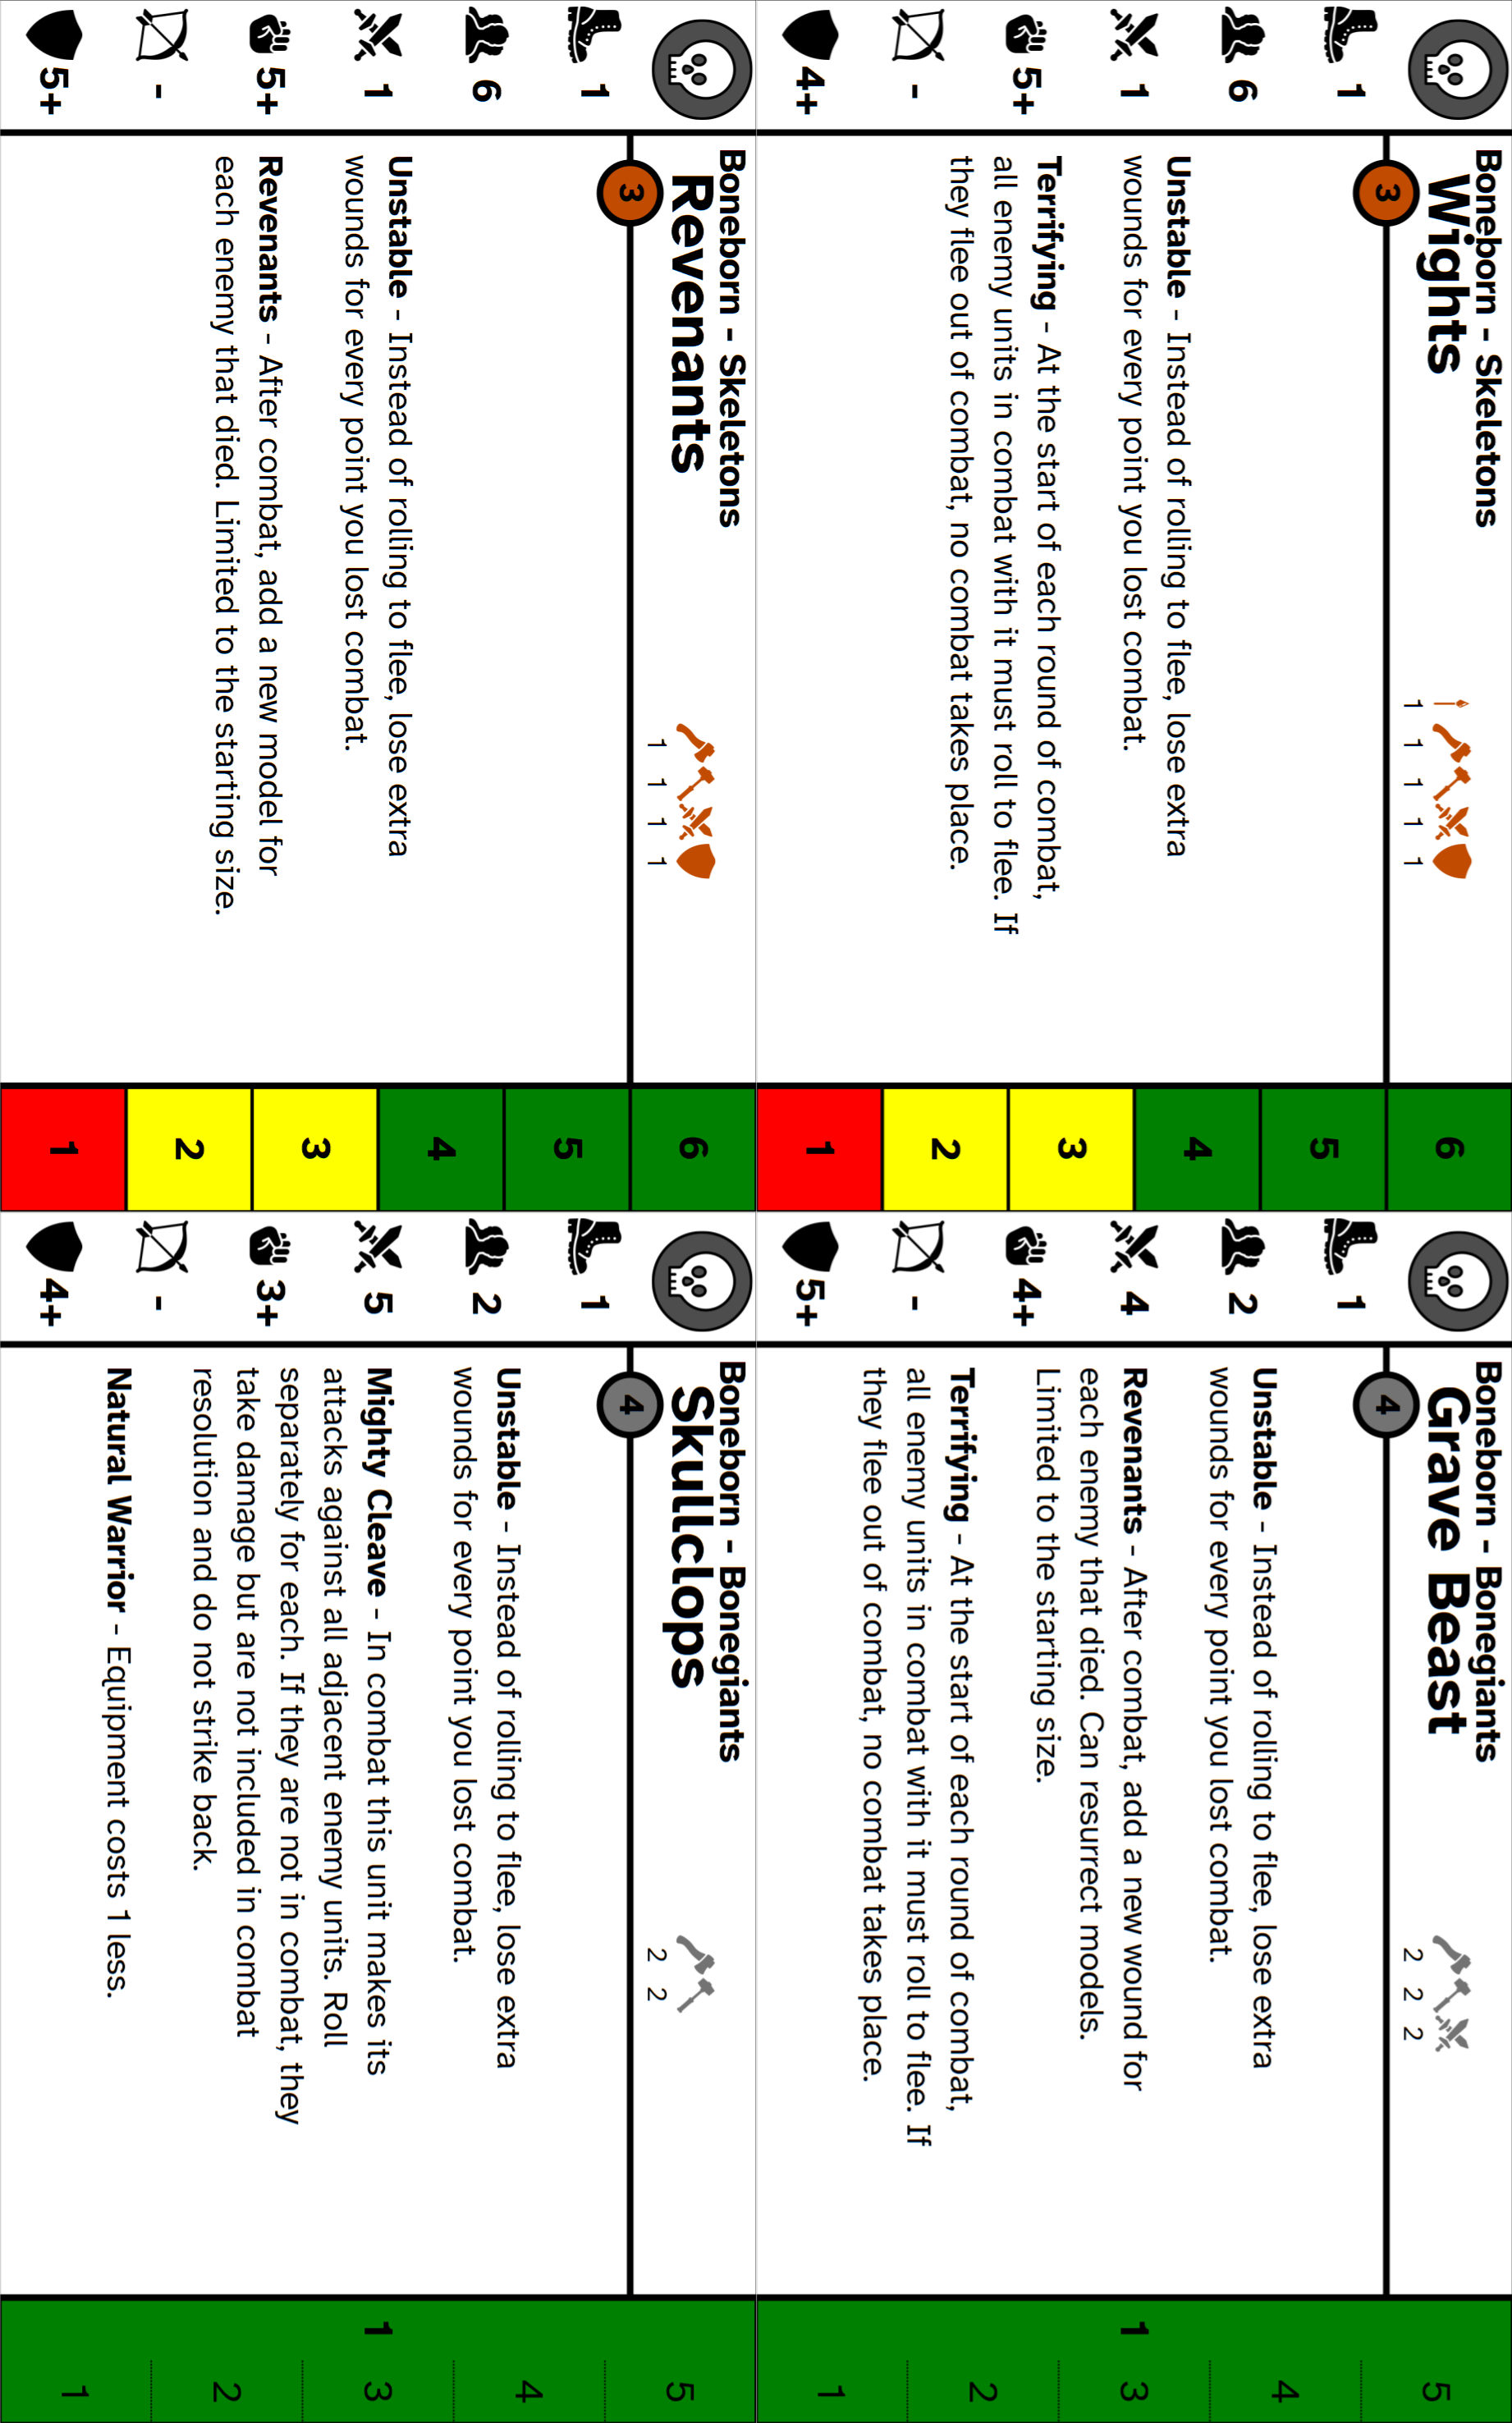 Boneborn - Skeletons
Wights
3
1 1 1 1 1
1
6
1
5+
-
4+
Unstable - Instead of rolling to flee, lose extra
wounds for every point you lost combat.
Terrifying - At the start of each round of combat,
all enemy units in combat with it must roll to flee. If
they flee out of combat, no combat takes place.
6
5
4
3
2
1
Boneborn - Bonegiants
Grave Beast
4
2 2 2
1
2
4
4+
-
5+
Unstable - Instead of rolling to flee, lose extra
wounds for every point you lost combat.
Revenants - After combat, add a new wound for
each enemy that died. Can resurrect models.
Limited to the starting size.
Terrifying - At the start of each round of combat,
all enemy units in combat with it must roll to flee. If
they flee out of combat, no combat takes place.
1
5
4
3
2
1
Boneborn - Skeletons
Revenants
3
1 1 1 1
1
6
1
5+
-
5+
Unstable - Instead of rolling to flee, lose extra
wounds for every point you lost combat.
Revenants - After combat, add a new model for
each enemy that died. Limited to the starting size.
6
5
4
3
2
1
Boneborn - Bonegiants
Skullclops
4
2 2
1
2
5
3+
-
4+
Unstable - Instead of rolling to flee, lose extra
wounds for every point you lost combat.
Mighty Cleave - In combat this unit makes its
attacks against all adjacent enemy units. Roll
separately for each. If they are not in combat, they
take damage but are not included in combat
resolution and do not strike back.
Natural Warrior - Equipment costs 1 less.
1
5
4
3
2
1